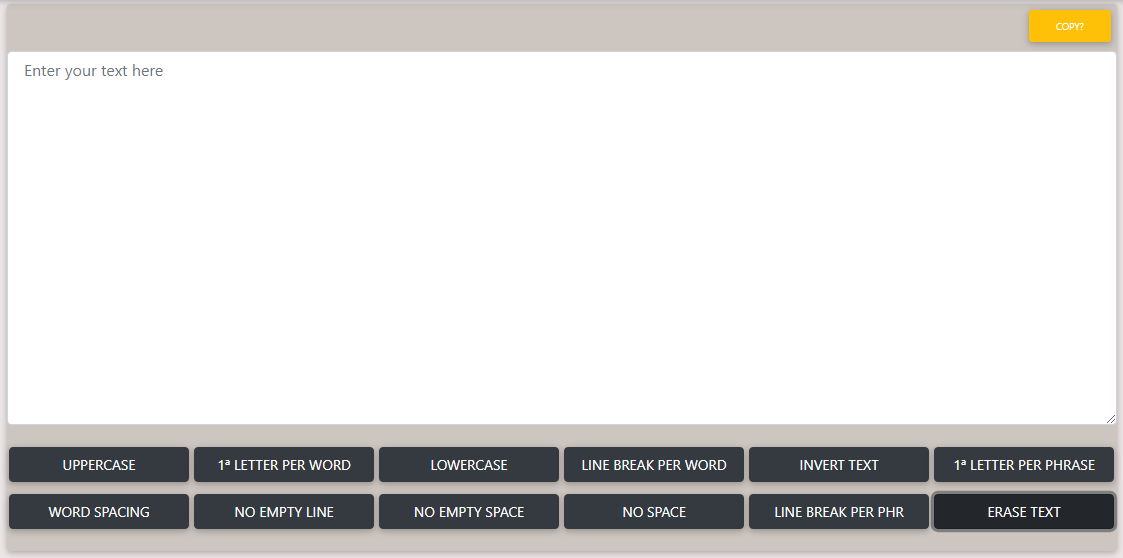 COPY?
Enter your text here
UPPERCASE 1ª LETTER PER WORD LOWERCASE LINE BREAK PER WORD INVERT TEXT 1ª LETTER PER PHRASE
WORD SPACING NO EMPTY LINE NO EMPTY SPACE NO SPACE LINE BREAK PER PHR ERASE TEXT